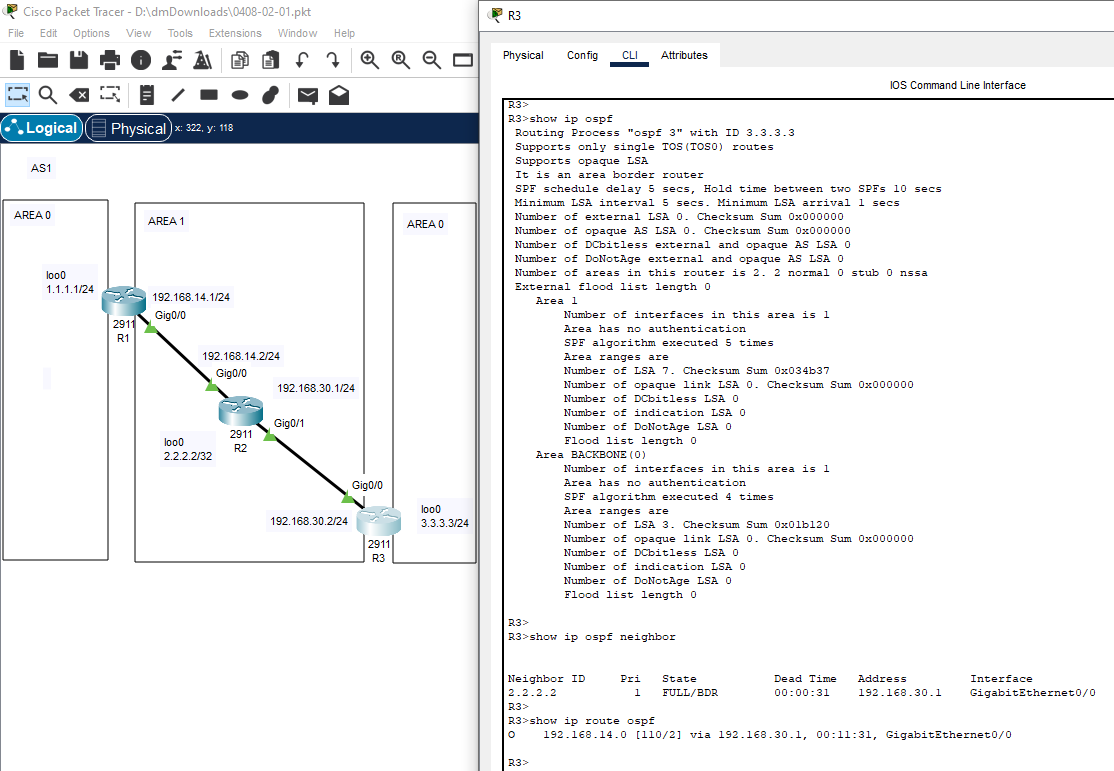 Cisco Packet Tracer - D:\dmDownloads\0408-02-01.pkt
File Edit Options View Tools Extensions Window Help
Logical Physical x: 322, y: 118
AS1
AREA 0
AREA 1
AREA 0
loo0
1.1.1.1/24
192.168.14.1/24
Gig0/0
2911
R1
192.168.14.2/24
Gig0/0
192.168.30.1/24
Gig0/1
2911
R2
loo0
2.2.2.2/32
Gig0/0
192.168.30.2/24
loo0
3.3.3.3/24
2911
R3
R3
Physical Config CLI Attributes
IOS Command Line Interface
R3>
R3>show ip ospf
Routing Process "ospf 3" with ID 3.3.3.3
Supports only single TOS(TOS0) routes
Supports opaque LSA
It is an area border router
SPF schedule delay 5 secs, Hold time between two SPFs 10 secs
Minimum LSA interval 5 secs. Minimum LSA arrival 1 secs
Number of external LSA 0. Checksum Sum 0x000000
Number of opaque AS LSA 0. Checksum Sum 0x000000
Number of DCbitless external and opaque AS LSA 0
Number of DoNotAge external and opaque AS LSA 0
Number of areas in this router is 2. 2 normal 0 stub 0 nssa
External flood list length 0
Area 1
Number of interfaces in this area is 1
Area has no authentication
SPF algorithm executed 5 times
Area ranges are
Number of LSA 7. Checksum Sum 0x034b37
Number of opaque link LSA 0. Checksum Sum 0x000000
Number of DCbitless LSA 0
Number of indication LSA 0
Number of DoNotAge LSA 0
Flood list length 0
Area BACKBONE(0)
Number of interfaces in this area is 1
Area has no authentication
SPF algorithm executed 4 times
Area ranges are
Number of LSA 3. Checksum Sum 0x01b120
Number of opaque link LSA 0. Checksum Sum 0x000000
Number of DCbitless LSA 0
Number of indication LSA 0
Number of DoNotAge LSA 0
Flood list length 0
R3>
R3>show ip ospf neighbor
Neighbor ID Pri State Dead Time Address Interface
2.2.2.2 1 FULL/BDR 00:00:31 192.168.30.1 GigabitEthernet0/0
R3>
R3>show ip route ospf
O 192.168.14.0 [110/2] via 192.168.30.1, 00:11:31, GigabitEthernet0/0
R3>